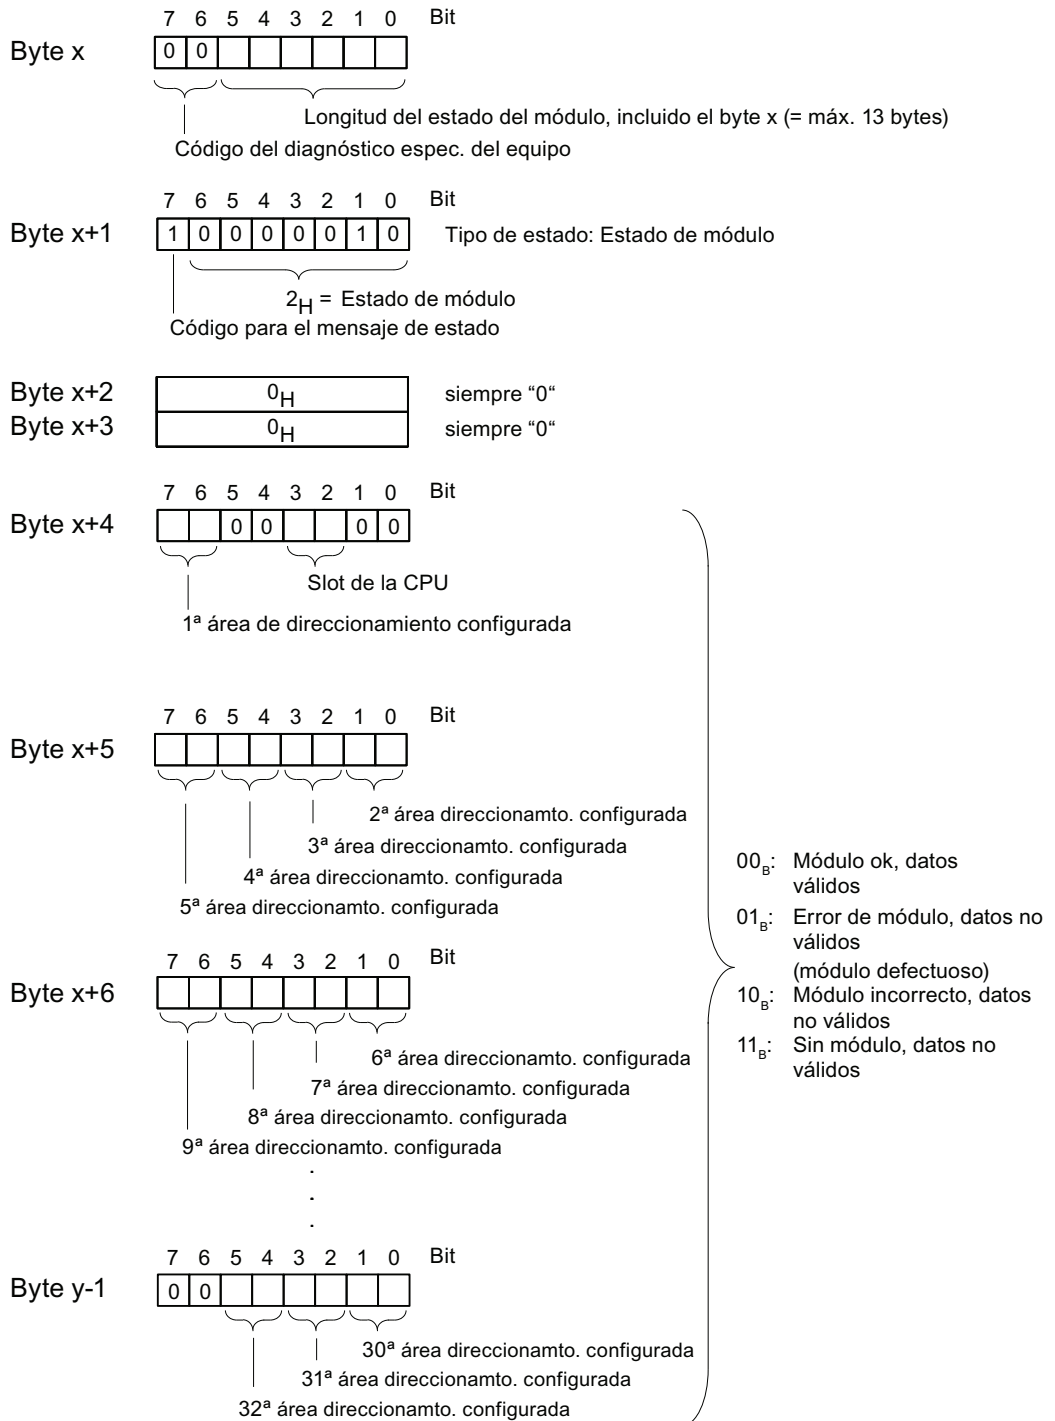 7 6 5 4 3 2 1 0 Bit
Byte x 0 0
Longitud del estado del módulo, incluido el byte x (= máx. 13 bytes)
Código del diagnóstico espec. del equipo
7 6 5 4 3 2 1 0 Bit
Byte x+1 1 0 0 0 0 0 1 0 Tipo de estado: Estado de módulo
2H = Estado de módulo
Código para el mensaje de estado
Byte x+2 0H siempre “0“
Byte x+3 0H siempre “0“
7 6 5 4 3 2 1 0 Bit
Byte x+4 0 0 0 0
Slot de la CPU
1ª área de direccionamiento configurada
7 6 5 4 3 2 1 0 Bit
Byte x+5
2ª área direccionamto. configurada
3ª área direccionamto. configurada
4ª área direccionamto. configurada
5ª área direccionamto. configurada
00B: Módulo ok, datos
válidos
01B: Error de módulo, datos no
válidos
(módulo defectuoso)
10B: Módulo incorrecto, datos
no válidos
11B: Sin módulo, datos no
válidos
7 6 5 4 3 2 1 0 Bit
Byte x+6
6ª área direccionamto. configurada
7ª área direccionamto. configurada
8ª área direccionamto. configurada
9ª área direccionamto. configurada
.
.
.
7 6 5 4 3 2 1 0 Bit
Byte y-1 0 0
30ª área direccionamto. configurada
31ª área direccionamto. configurada
32ª área direccionamto. configurada